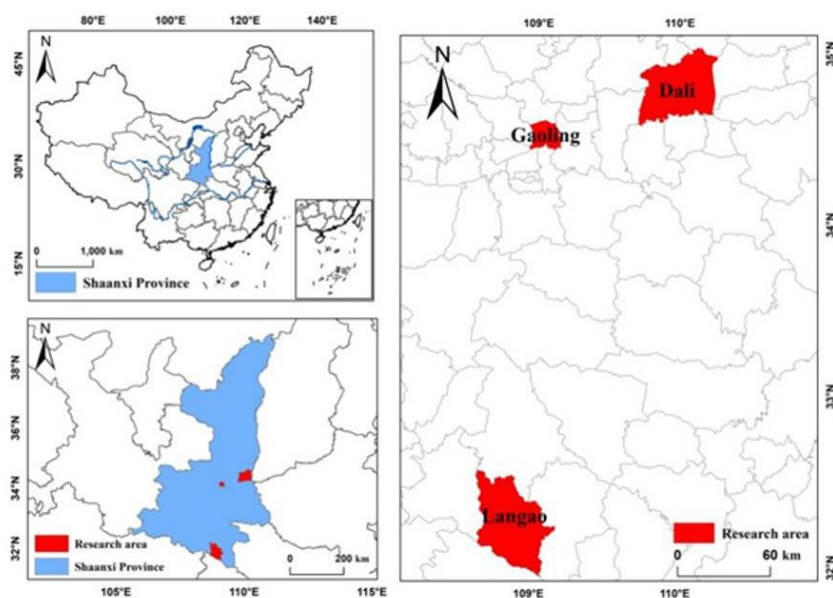 80°E 100°E 120°E 140°E
N
45°N
30°N
15°N
0 1,000 km
Shaanxi Province
N
38°N
36°N
34°N
32°N
Research area
Shaanxi Province
0 200 km
105°E 110°E 115°E
109°E 110°E
N
35°N
34°N
33°N
32°N
Dali
Gaoling
Langao
Research area
0 60 km
109°E 110°E